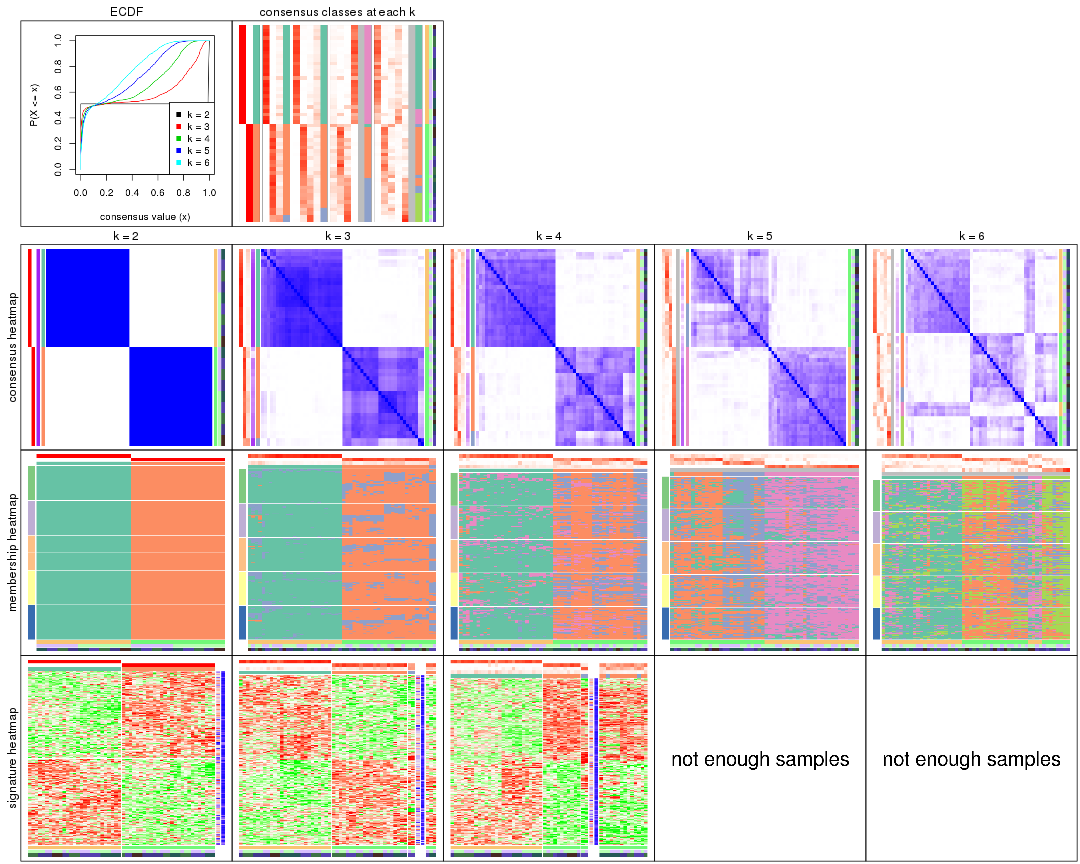 ECDF
consensus classes at each k
P(X <= x)
0.0 0.2 0.4 0.6 0.8 1.0
k = 2
k = 3
k = 4
k = 5
k = 6
0.0 0.2 0.4 0.6 0.8 1.0
consensus value (x)
k = 2 k = 3 k = 4 k = 5 k = 6
consensus heatmap
membership heatmap
signature heatmap
not enough samples not enough samples